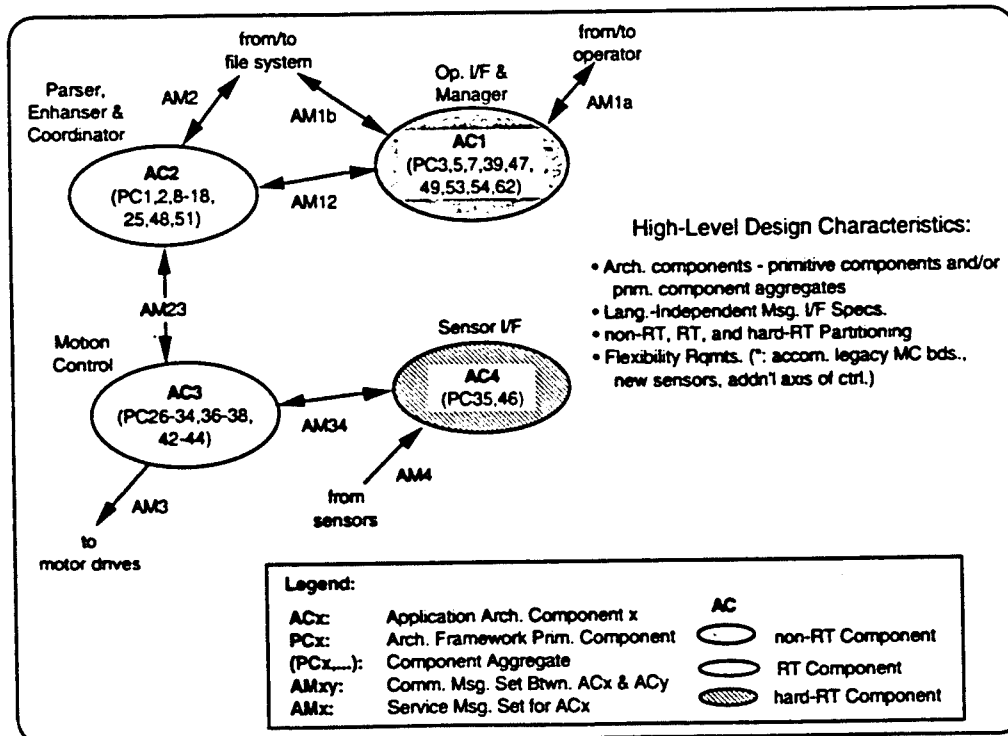 from/to
file system
from/to
operator
Parser,
Enhanser &
Coordinator
AM2
AM1b
Op. I/F &
Manager
AM1a
AC1
(PC3,5,7,39,47,
49,53,54,62)
AC2
(PC1,2,8-18,
25,48,51)
AM12
AM23
High-Level Design Characteristics:
• Arch. components - primitive components and/or
prim. component aggregates
• Lang.-Independent Msg. I/F Specs.
• non-RT, RT, and hard-RT Partitioning
• Flexibility Rqmts. (*: accom. legacy MC bds.,
new sensors, addn'l axis of ctrl.)
Motion
Control
Sensor I/F
AC3
(PC26-34,36-38,
42-44)
AM34
AC4
(PC35,46)
AM3
AM4
from
sensors
to
motor drives
Legend:
ACx: Application Arch. Component x
PCx: Arch. Framework Prim. Component
(PCx,...): Component Aggregate
AMxy: Comm. Msg. Set Btwn. ACx & ACy
AMx: Service Msg. Set for ACx
AC
non-RT Component
RT Component
hard-RT Component